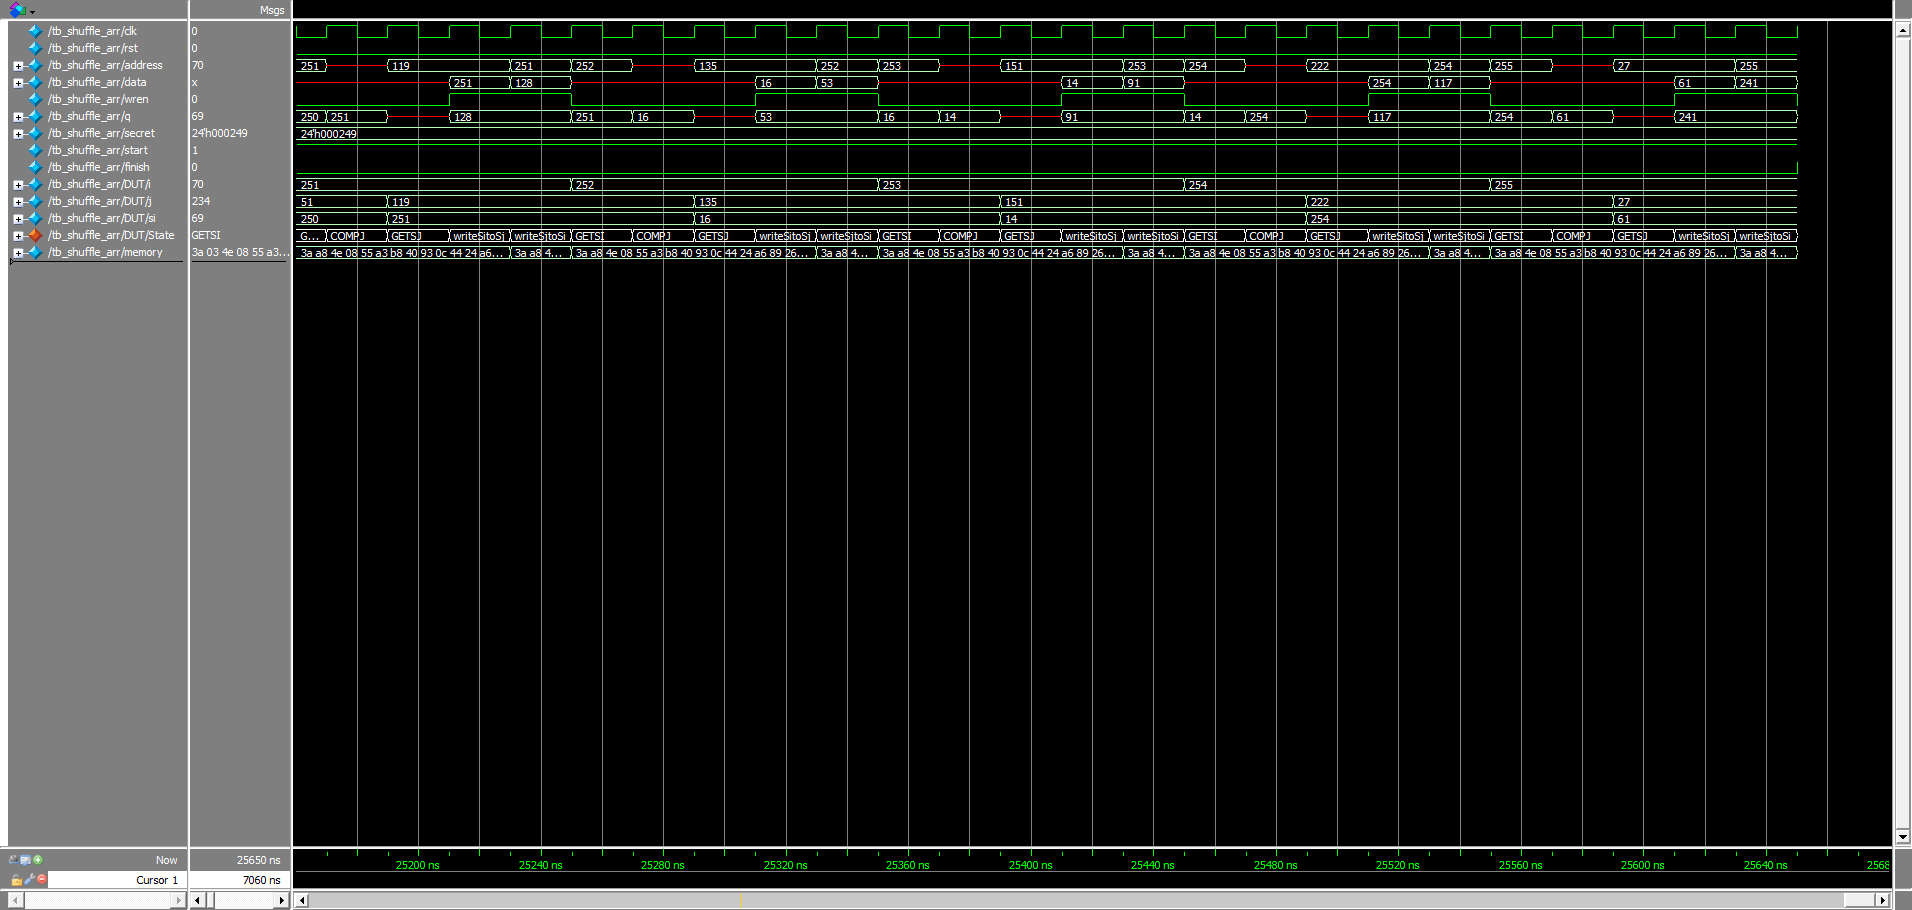 Msgs
/tb_shuffle_arr/clk 0
/tb_shuffle_arr/rst 0
/tb_shuffle_arr/address 70 251 119 251 252 135 252 253 151 253 254 222 254 255 27 255
/tb_shuffle_arr/data x 251 128 16 53 14 91 254 117 61 241
/tb_shuffle_arr/wren 0
/tb_shuffle_arr/q 69 250 251 128 251 16 53 16 14 91 14 254 117 254 61 241
/tb_shuffle_arr/secret 24'h000249 24'h000249
/tb_shuffle_arr/start 1
/tb_shuffle_arr/finish 0
/tb_shuffle_arr/DUT/i 70 251 252 253 254 255
/tb_shuffle_arr/DUT/j 234 51 119 135 151 222 27
/tb_shuffle_arr/DUT/si 69 250 251 16 14 254 61
/tb_shuffle_arr/DUT/State GETSI G... COMPJ GETSJ writeSitoSj writeSjtoSi GETSI COMPJ GETSJ writeSitoSj writeSjtoSi GETSI COMPJ GETSJ writeSitoSj writeSjtoSi GETSI COMPJ GETSJ writeSitoSj writeSjtoSi GETSI COMPJ GETSJ writeSitoSj writeSjtoSi
/tb_shuffle_arr/memory 3a 03 4e 08 55 a3... 3a a8 4e 08 55 a3 b8 40 93 0c 44 24 a6... 3a a8 4... 3a a8 4e 08 55 a3 b8 40 93 0c 44 24 a6 89 26... 3a a8 4... 3a a8 4e 08 55 a3 b8 40 93 0c 44 24 a6 89 26... 3a a8 4... 3a a8 4e 08 55 a3 b8 40 93 0c 44 24 a6 89 26... 3a a8 4... 3a a8 4e 08 55 a3 b8 40 93 0c 44 24 a6 89 26... 3a a8 4...
Now 25650 ns 25200 ns 25240 ns 25280 ns 25320 ns 25360 ns 25400 ns 25440 ns 25480 ns 25520 ns 25560 ns 25600 ns 25640 ns
Cursor 1 7060 ns